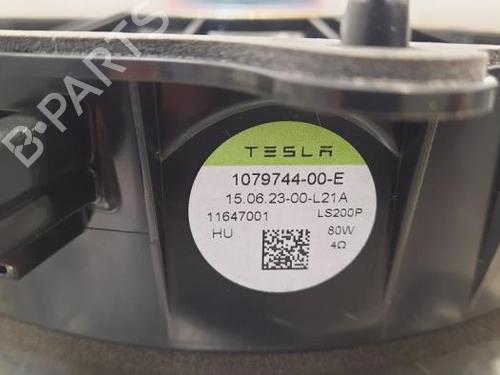 B-PARTS
TESLA
1079744-00-E
15.06.23-00-L21A
11647001 LS200P
HU 80W
4Ω